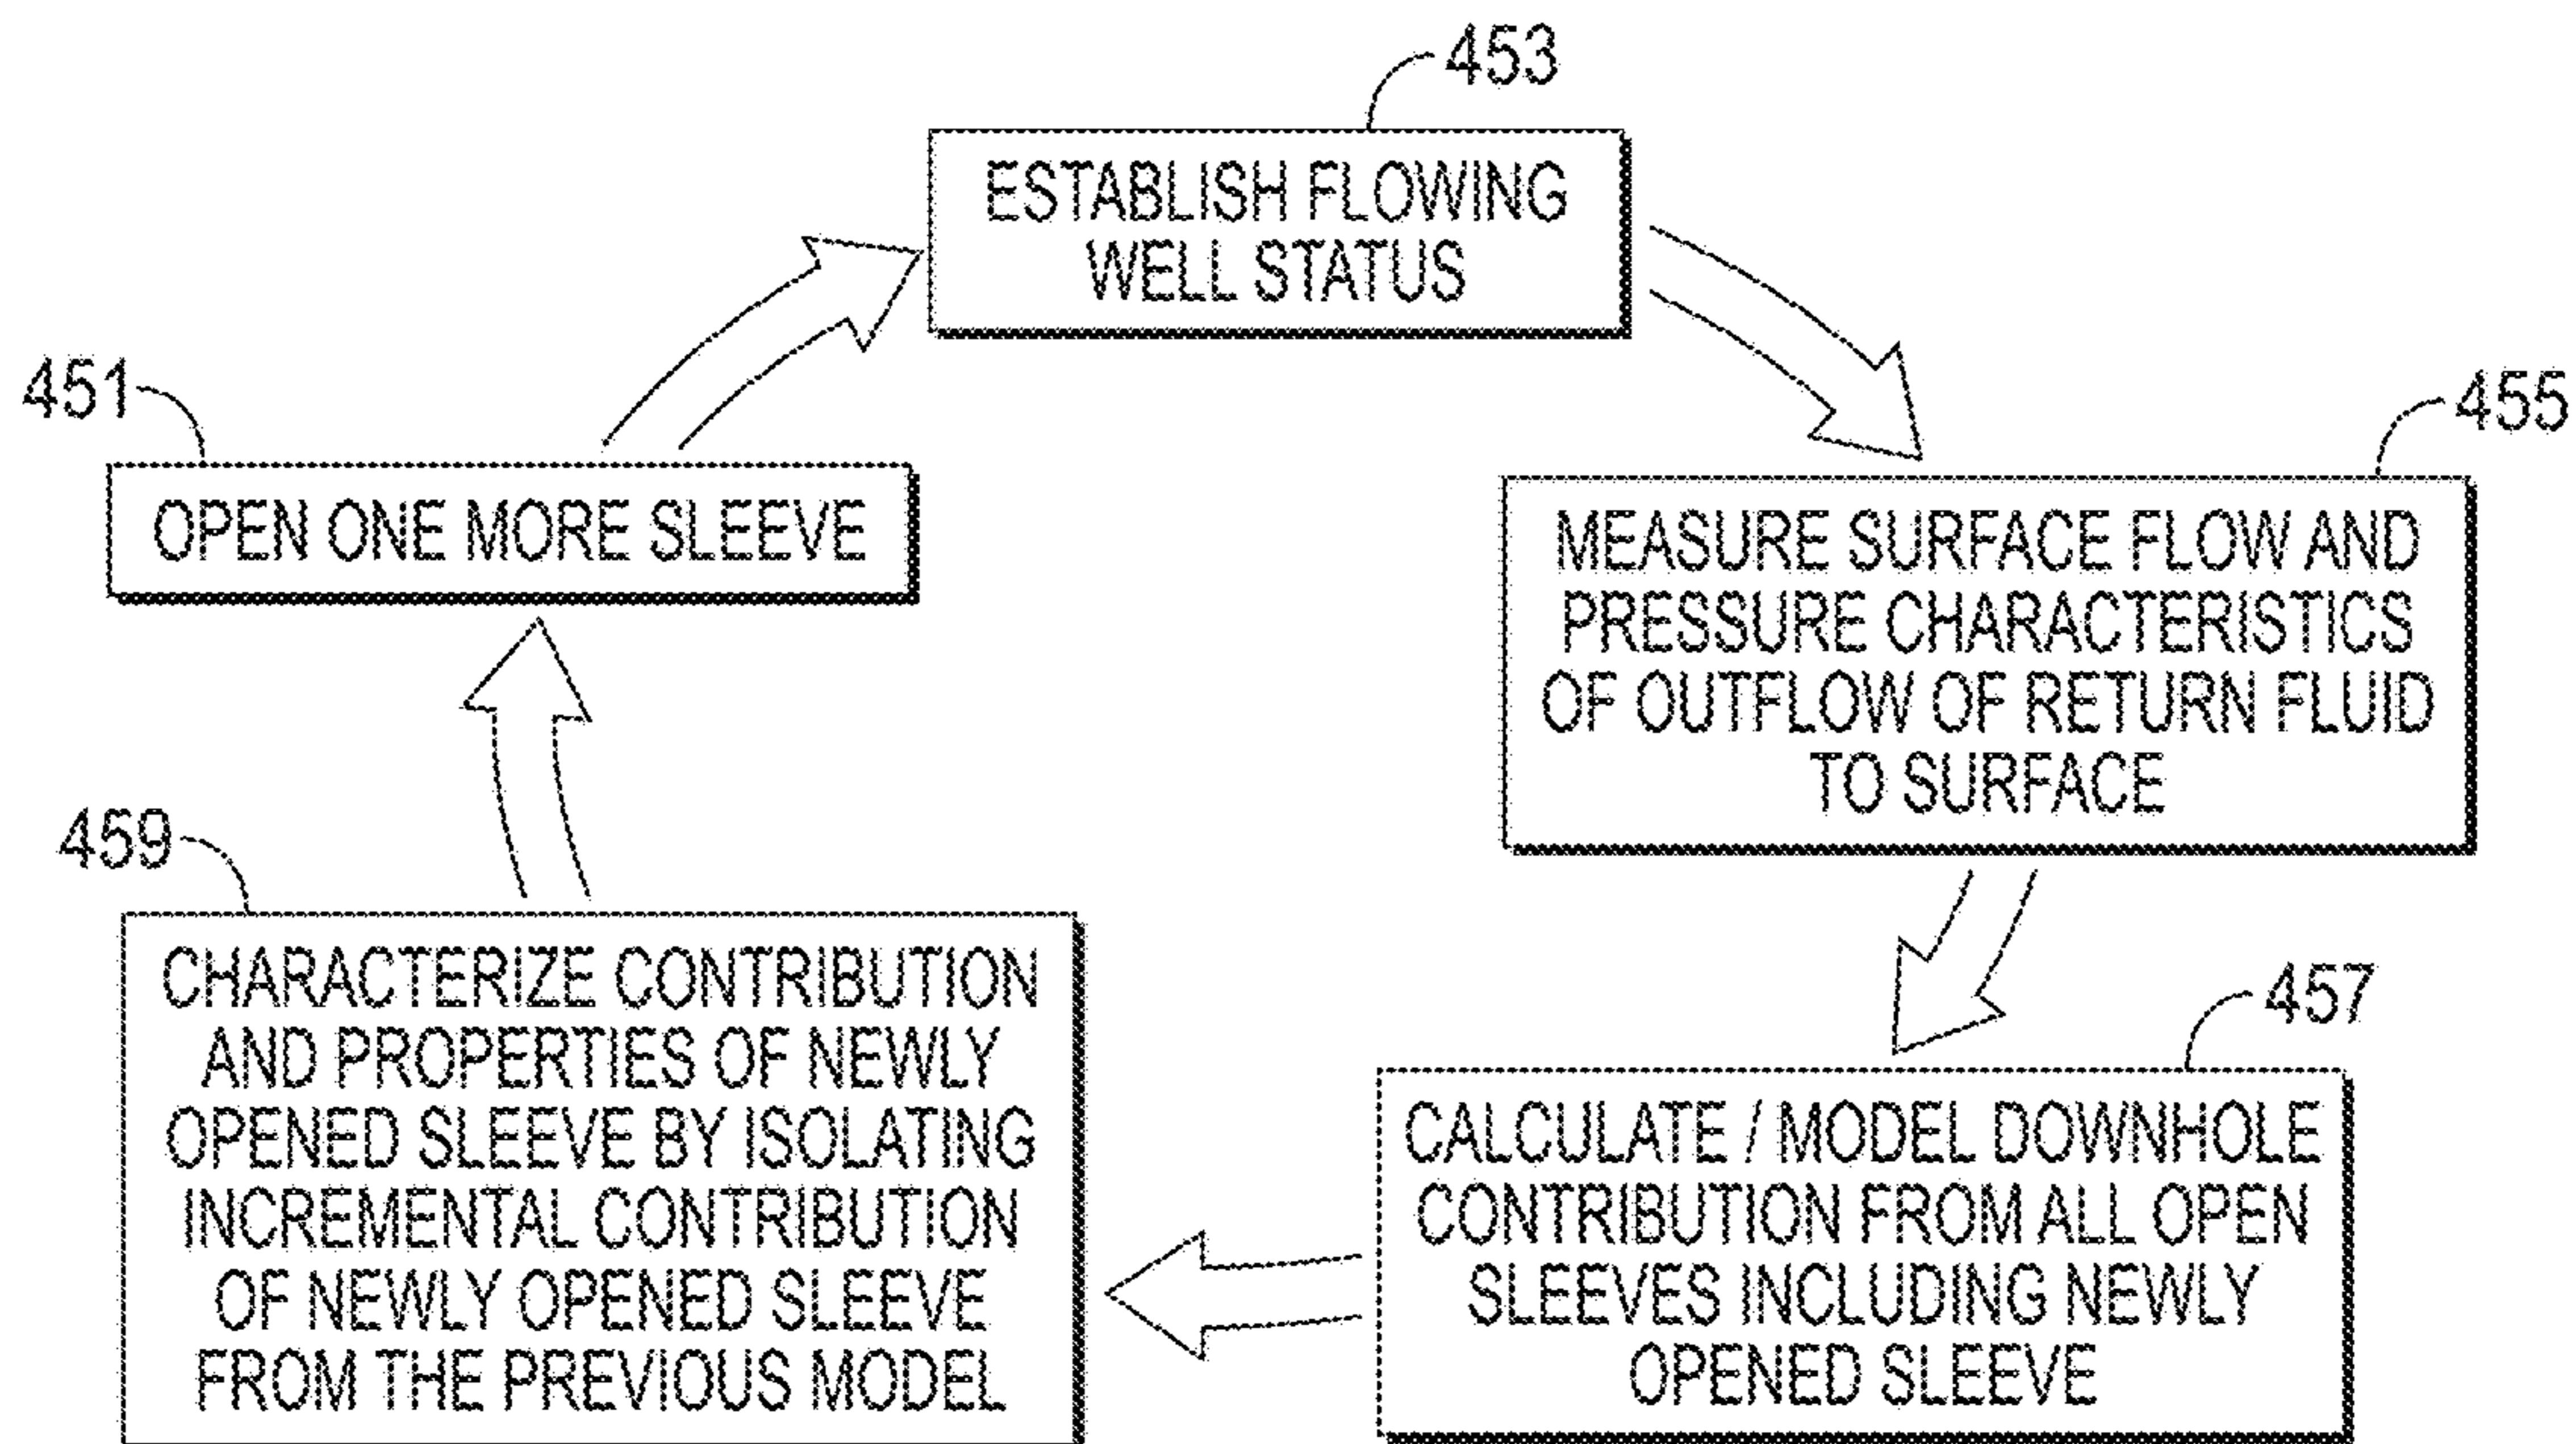 453
ESTABLISH FLOWING
WELL STATUS
451
OPEN ONE MORE SLEEVE
455
MEASURE SURFACE FLOW AND
PRESSURE CHARACTERISTICS
OF OUTFLOW OF RETURN FLUID
TO SURFACE
459
CHARACTERIZE CONTRIBUTION
AND PROPERTIES OF NEWLY
OPENED SLEEVE BY ISOLATING
INCREMENTAL CONTRIBUTION
OF NEWLY OPENED SLEEVE
FROM THE PREVIOUS MODEL
457
CALCULATE / MODEL DOWNHOLE
CONTRIBUTION FROM ALL OPEN
SLEEVES INCLUDING NEWLY
OPENED SLEEVE